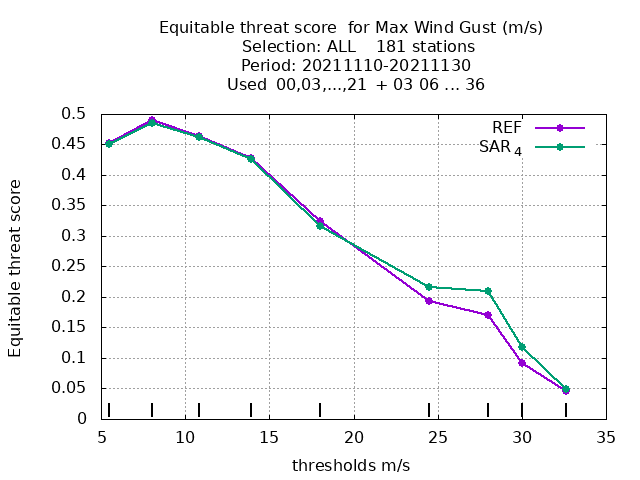 Equitable threat score  for Max Wind Gust (m/s)
Selection: ALL    181 stations
Period: 20211110-20211130
Used  00,03,...,21  + 03 06 ... 36
REF
SAR 4
0.5
0.45
0.4
0.35
0.3
0.25
0.2
0.15
0.1
0.05
0
Equitable threat score
5 10 15 20 25 30 35
thresholds m/s